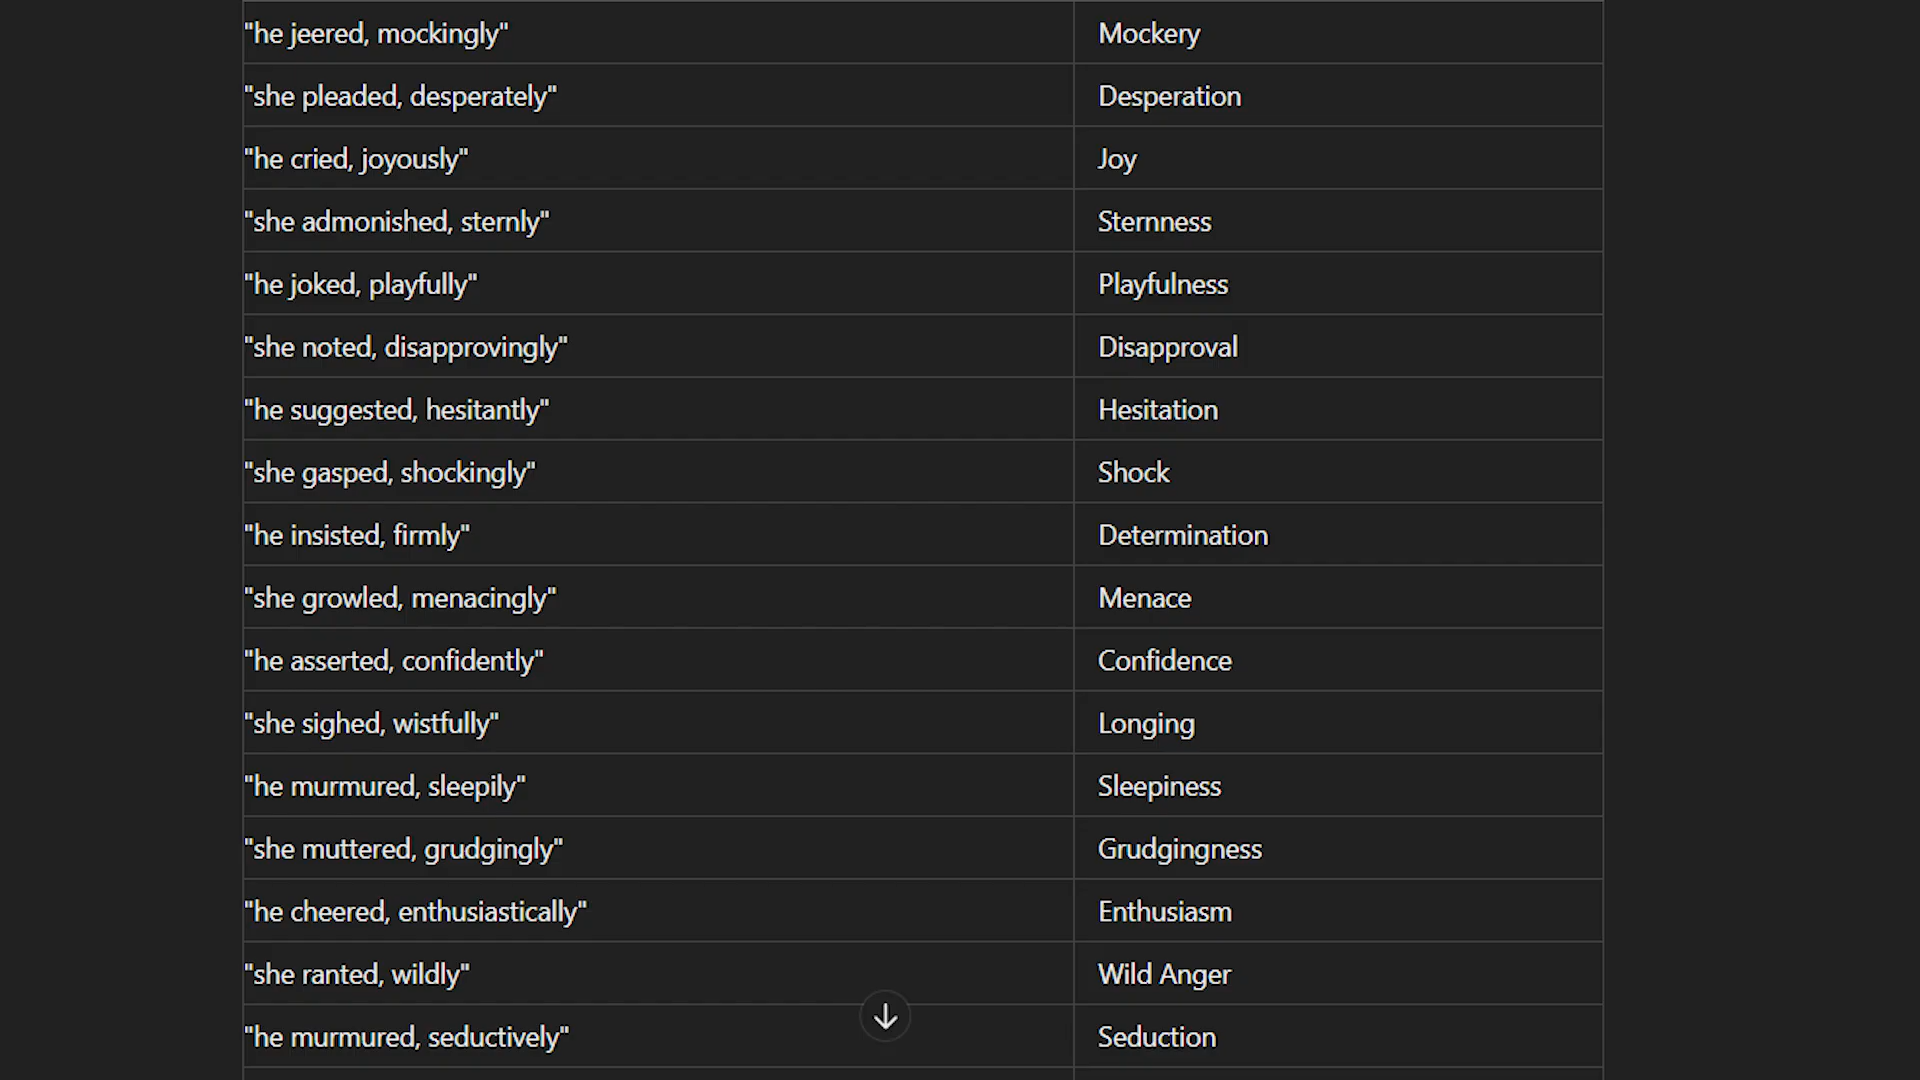 "he jeered, mockingly" Mockery
"she pleaded, desperately" Desperation
"he cried, joyously" Joy
"she admonished, sternly" Sternness
"he joked, playfully" Playfulness
"she noted, disapprovingly" Disapproval
"he suggested, hesitantly" Hesitation
"she gasped, shockingly" Shock
"he insisted, firmly" Determination
"she growled, menacingly" Menace
"he asserted, confidently" Confidence
"she sighed, wistfully" Longing
"he murmured, sleepily" Sleepiness
"she muttered, grudgingly" Grudgingness
"he cheered, enthusiastically" Enthusiasm
"she ranted, wildly" Wild Anger
"he murmured, seductively" Seduction